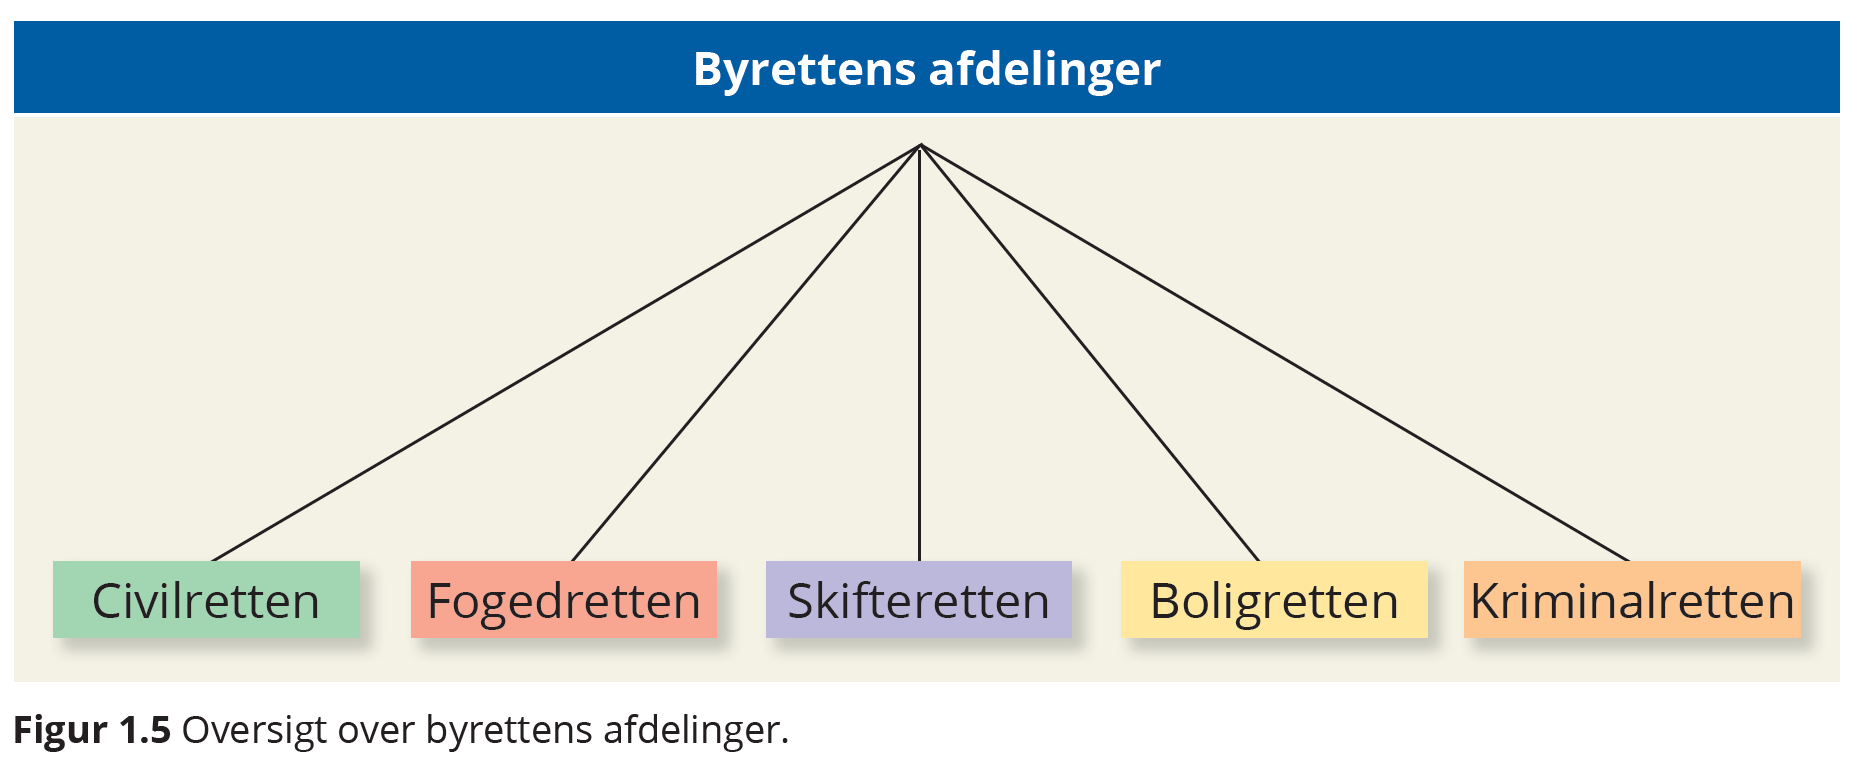 Byrettens afdelinger
Civilretten Fogedretten Skifteretten Boligretten Kriminalretten
Figur 1.5 Oversigt over byrettens afdelinger.